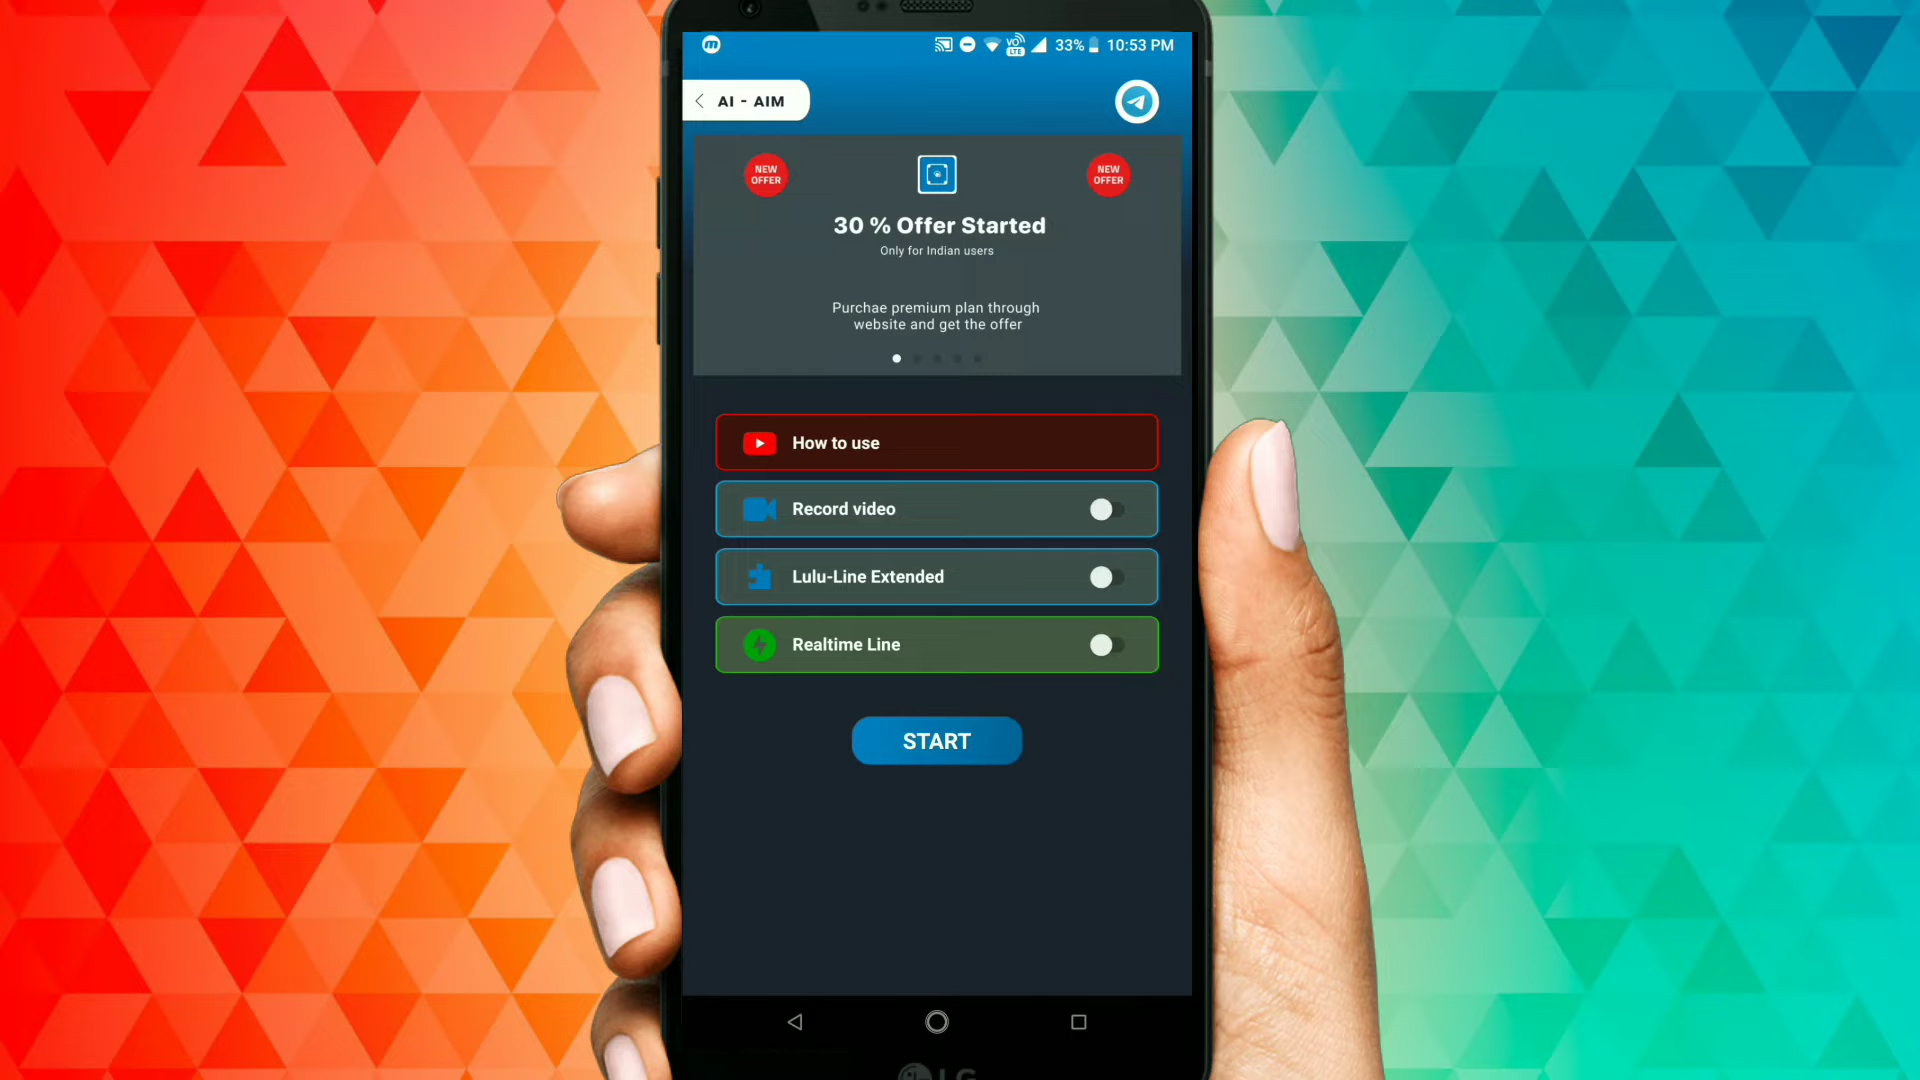 VO
LTE
33%
10:53 PM
AI - AIM
NEW
OFFER
NEW
OFFER
30 % Offer Started
Only for Indian users
Purchae premium plan through
website and get the offer
How to use
Record video
Lulu-Line Extended
Realtime Line
START
LG